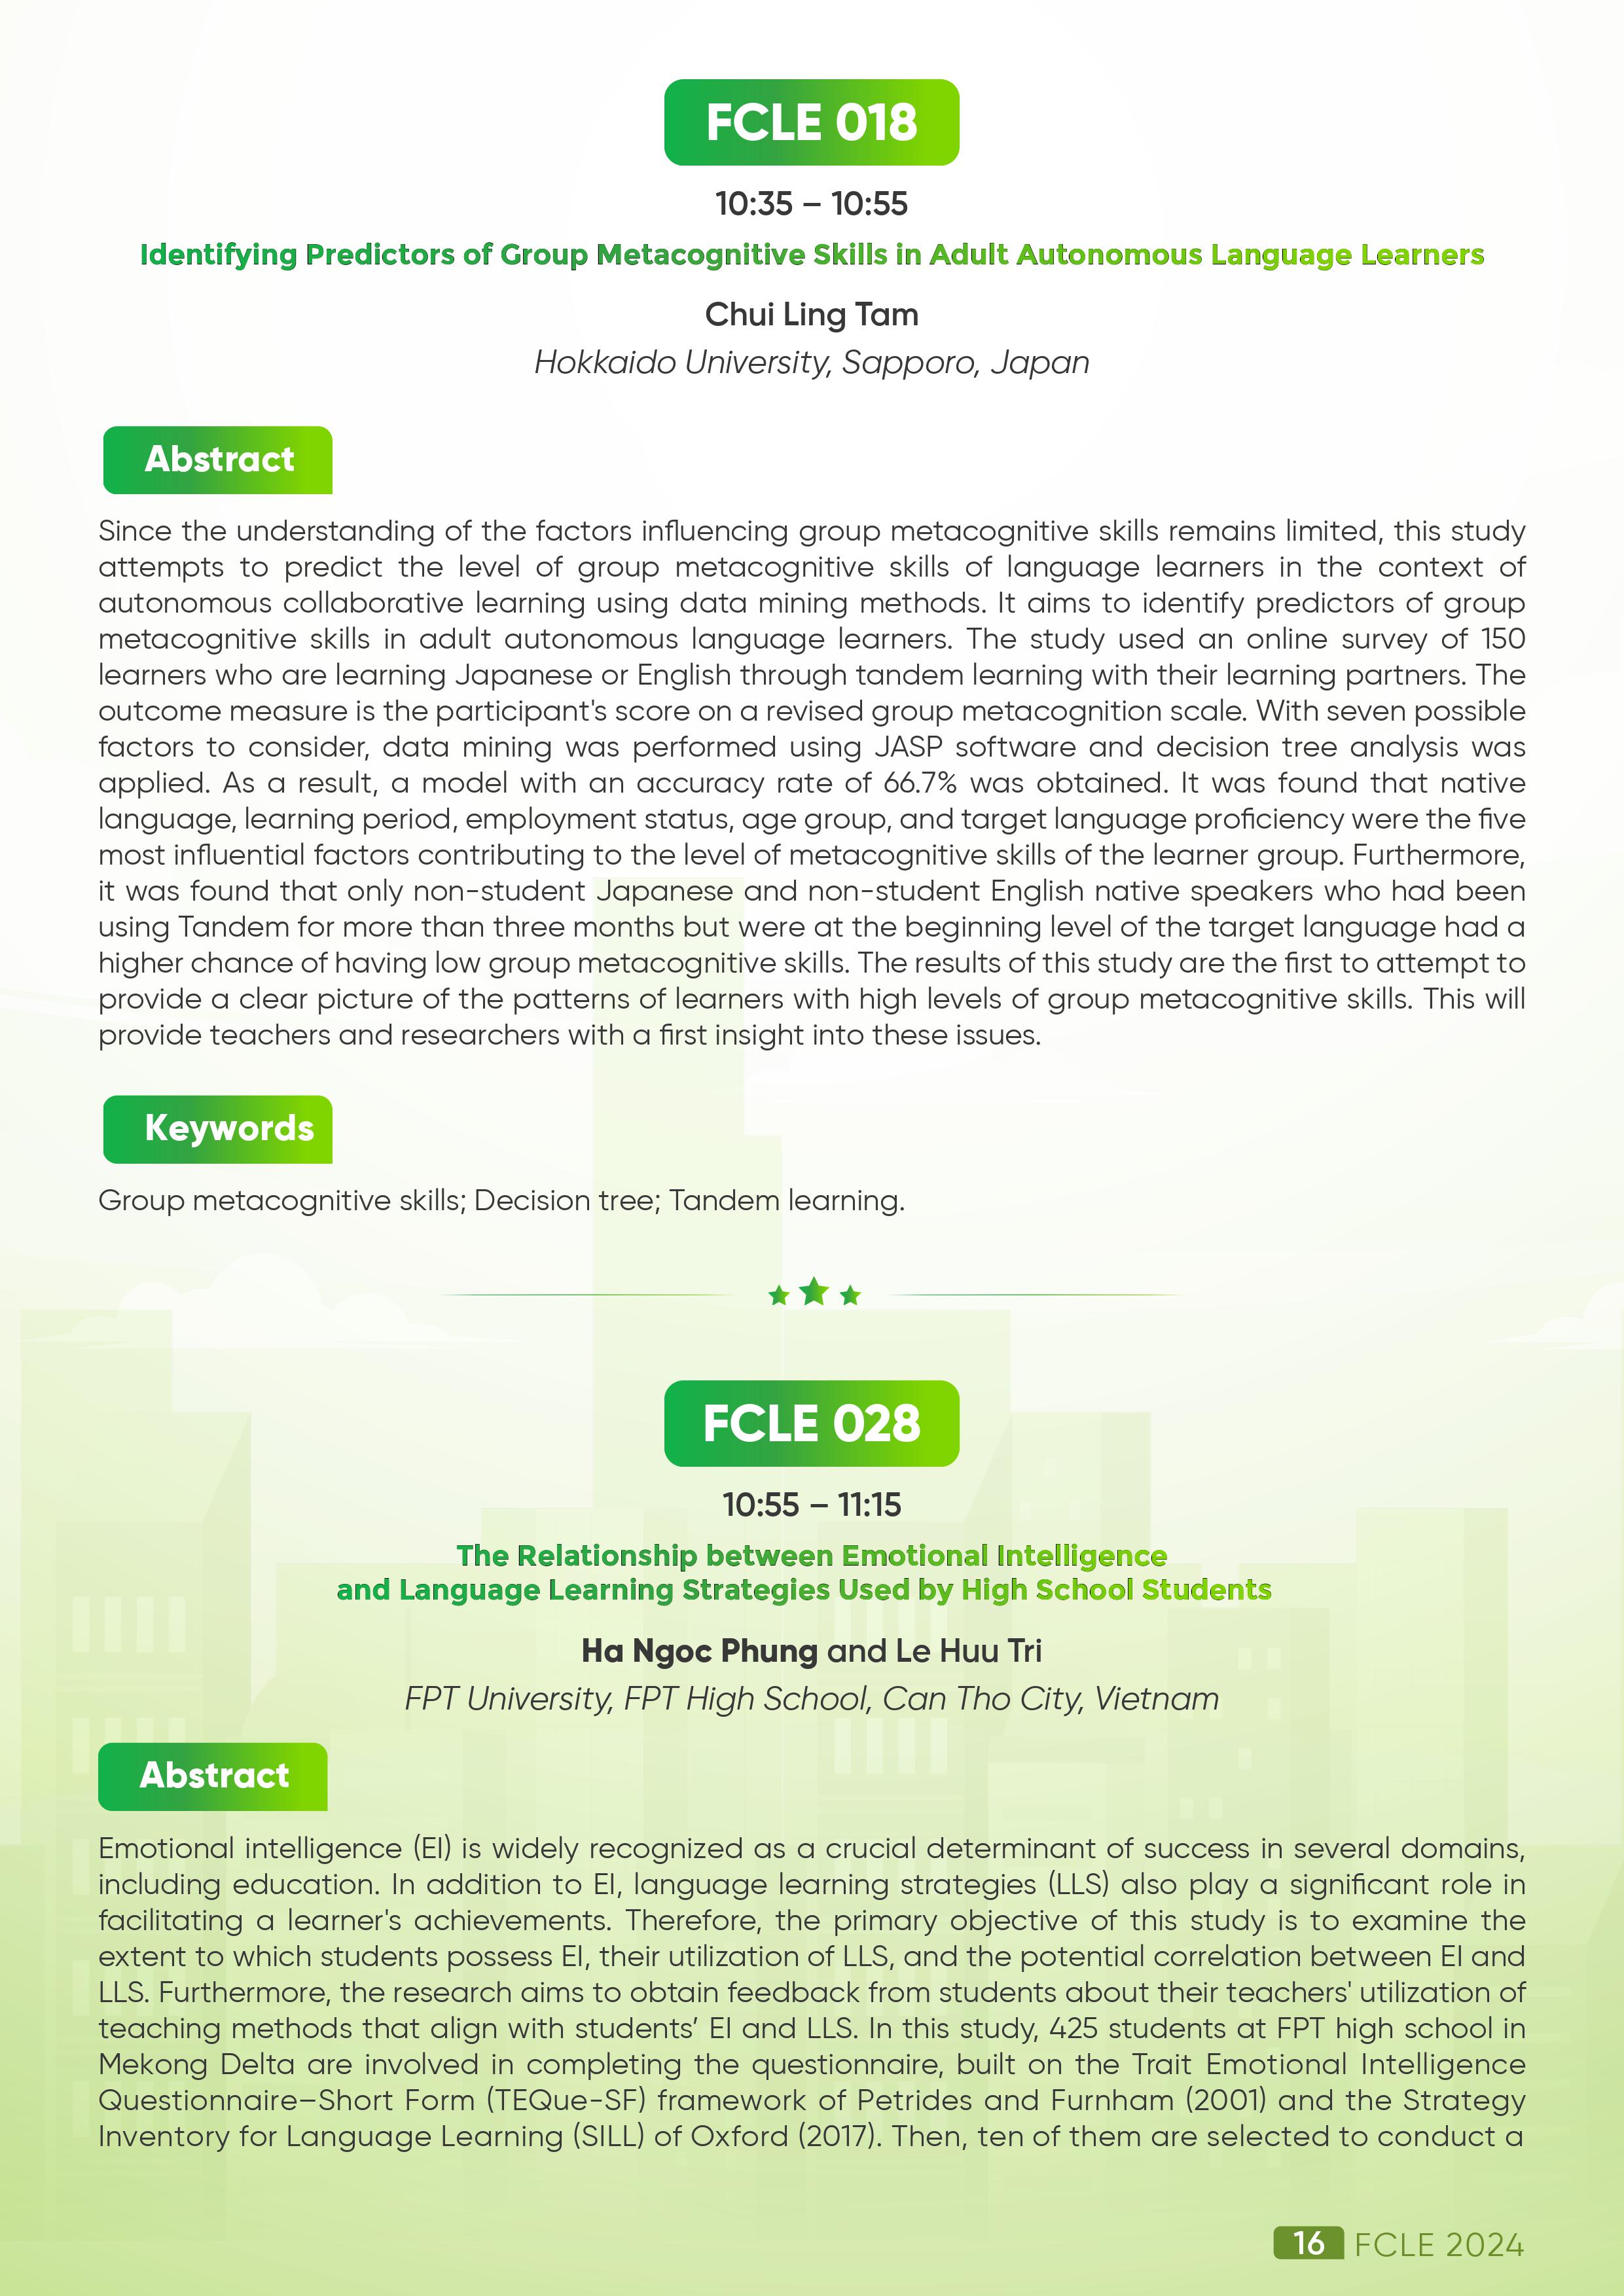 FCLE 018
10:35 – 10:55
Identifying Predictors of Group Metacognitive Skills in Adult Autonomous Language Learners
Chui Ling Tam
Hokkaido University, Sapporo, Japan
Abstract
Since the understanding of the factors influencing group metacognitive skills remains limited, this study
attempts to predict the level of group metacognitive skills of language learners in the context of
autonomous collaborative learning using data mining methods. It aims to identify predictors of group
metacognitive skills in adult autonomous language learners. The study used an online survey of 150
learners who are learning Japanese or English through tandem learning with their learning partners. The
outcome measure is the participant's score on a revised group metacognition scale. With seven possible
factors to consider, data mining was performed using JASP software and decision tree analysis was
applied. As a result, a model with an accuracy rate of 66.7% was obtained. It was found that native
language, learning period, employment status, age group, and target language proficiency were the five
most influential factors contributing to the level of metacognitive skills of the learner group. Furthermore,
it was found that only non-student Japanese and non-student English native speakers who had been
using Tandem for more than three months but were at the beginning level of the target language had a
higher chance of having low group metacognitive skills. The results of this study are the first to attempt to
provide a clear picture of the patterns of learners with high levels of group metacognitive skills. This will
provide teachers and researchers with a first insight into these issues.
Keywords
Group metacognitive skills; Decision tree; Tandem learning.
FCLE 028
10:55 – 11:15
The Relationship between Emotional Intelligence
and Language Learning Strategies Used by High School Students
Ha Ngoc Phung and Le Huu Tri
FPT University, FPT High School, Can Tho City, Vietnam
Abstract
Emotional intelligence (EI) is widely recognized as a crucial determinant of success in several domains,
including education. In addition to EI, language learning strategies (LLS) also play a significant role in
facilitating a learner's achievements. Therefore, the primary objective of this study is to examine the
extent to which students possess EI, their utilization of LLS, and the potential correlation between EI and
LLS. Furthermore, the research aims to obtain feedback from students about their teachers' utilization of
teaching methods that align with students’ EI and LLS. In this study, 425 students at FPT high school in
Mekong Delta are involved in completing the questionnaire, built on the Trait Emotional Intelligence
Questionnaire–Short Form (TEQue-SF) framework of Petrides and Furnham (2001) and the Strategy
Inventory for Language Learning (SILL) of Oxford (2017). Then, ten of them are selected to conduct a
16 FCLE 2024